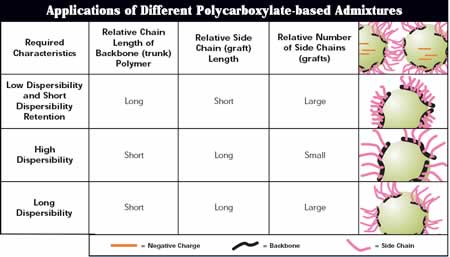 Applications of Different Polycarboxylate-based Admixtures
Required
Characteristics
Relative Chain
Length of
Backbone (trunk)
Polymer
Relative Side
Chain (graft)
Length
Relative Number
of Side Chains
(grafts)
Low Dispersibility
and Short
Dispersibility
Retention
Long
Short
Large
High
Dispersibility
Short
Long
Small
Long
Dispersibility
Short
Long
Large
= Negative Charge
= Backbone
= Side Chain